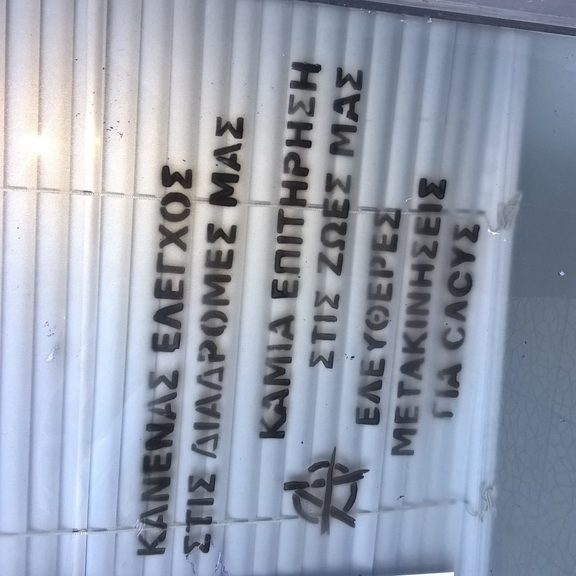 ΚΑΝΕΝΑΣ ΕΛΕΓΧΟΣ
ΣΤΙΣ ΔΙΑΔΡΟΜΕΣ ΜΑΣ
ΚΑΜΙΑ ΕΠΙΤΗΡΗΣΗ
ΣΤΙΣ ΖΩΕΣ ΜΑΣ
ΕΛΕΥΘΕΡΕΣ
ΜΕΤΑΚΙΝΗΣΕΙΣ
ΓΙΑ ΟΛΟΥΣ